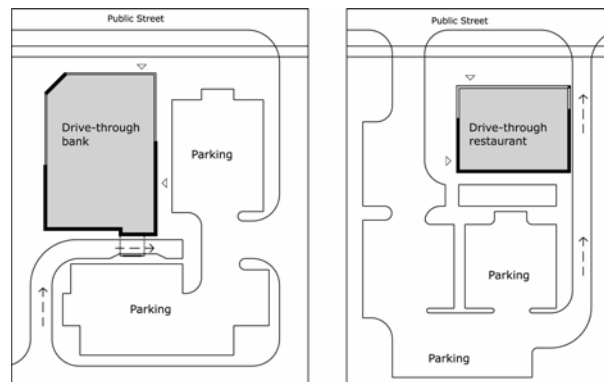 Public Street
Drive-through
bank
Parking
Parking
Public Street
Drive-through
restaurant
Parking
Parking